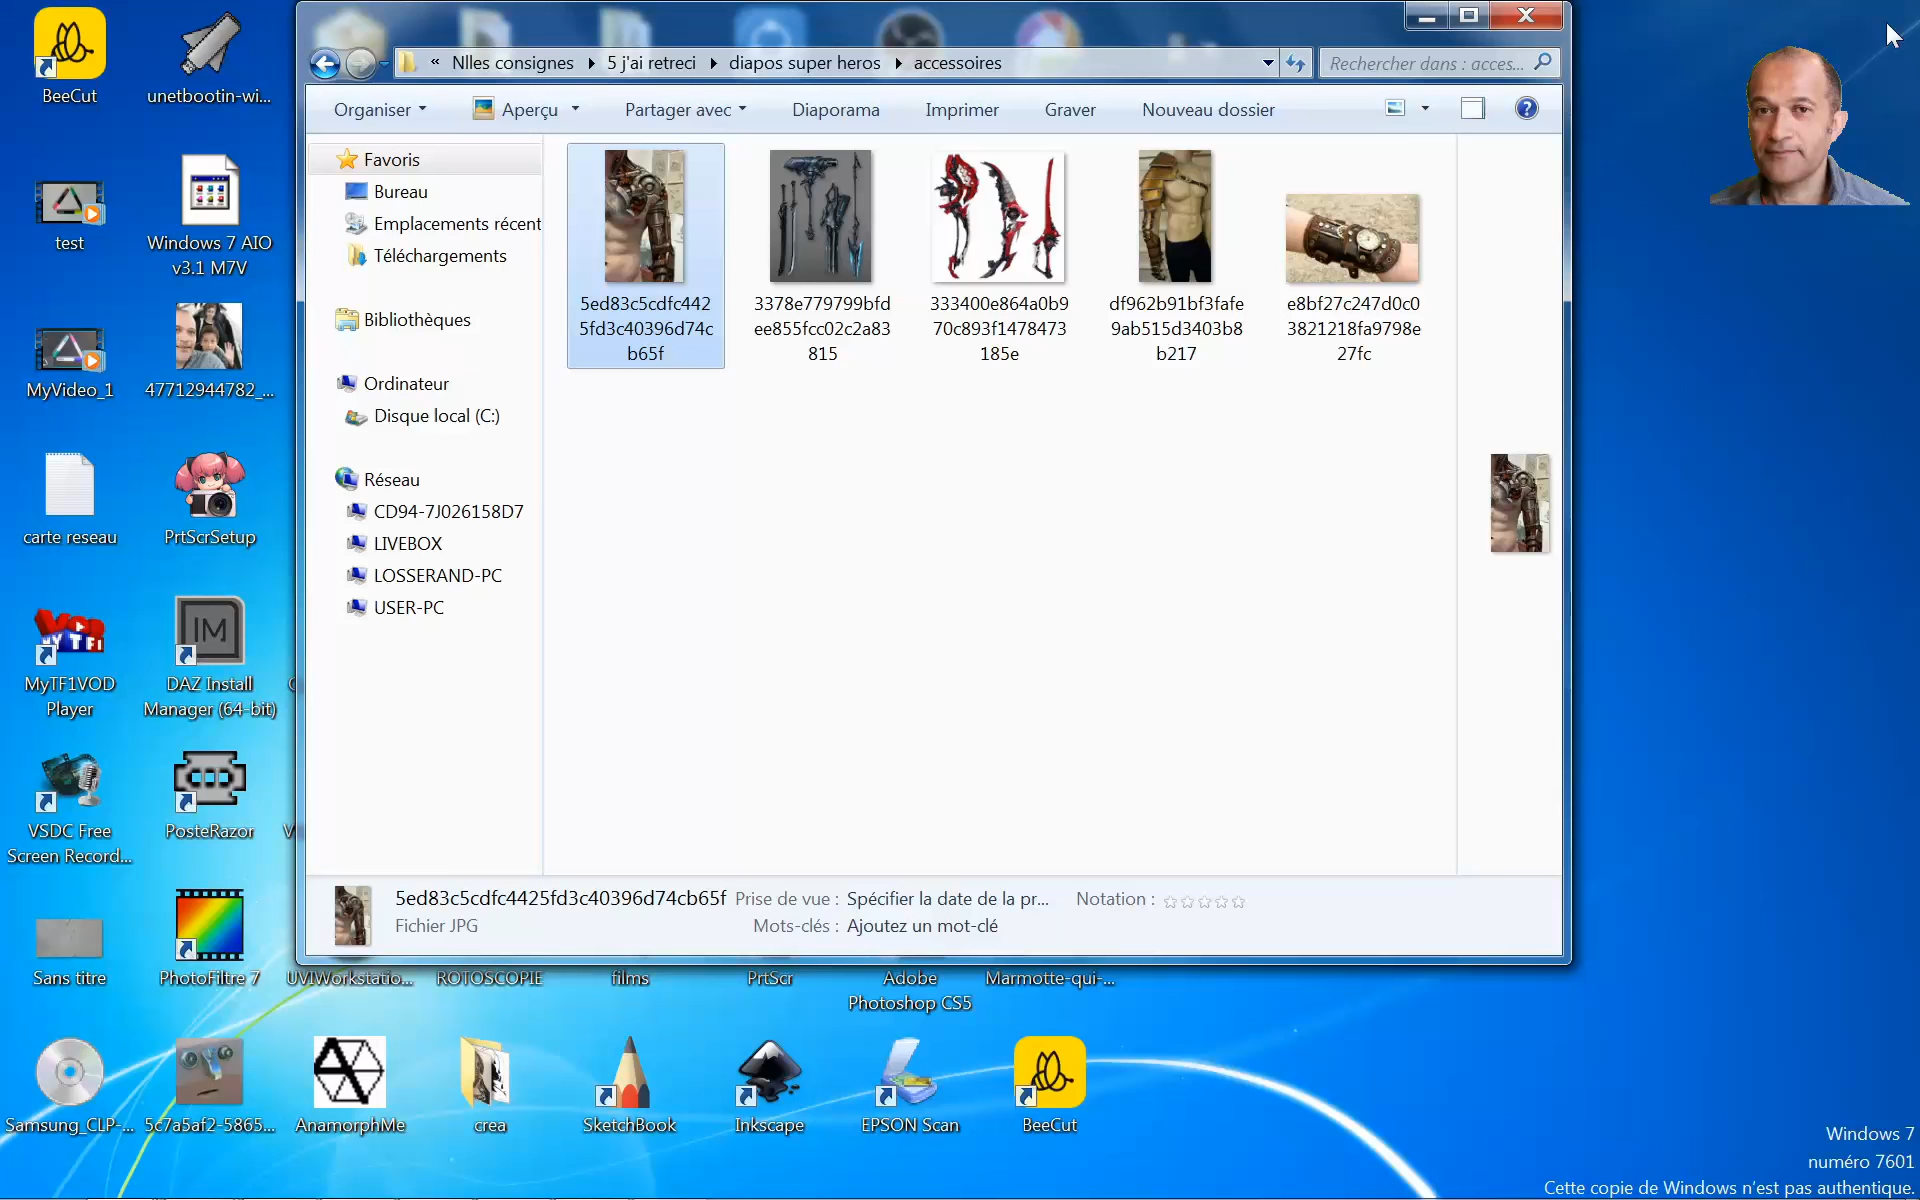 « Nlles consignes 5 j'ai retreci diapos super heros accessoires
Rechercher dans : acces...
Organiser Aperçu Partager avec Diaporama Imprimer Graver Nouveau dossier
Favoris
Bureau
Emplacements récent
Téléchargements
Bibliothèques
Ordinateur
Disque local (C:)
Réseau
CD94-7J026158D7
LIVEBOX
LOSSERAND-PC
USER-PC
5ed83c5cdfc442
5fd3c40396d74c
b65f
3378e779799bfd
ee855fcc02c2a83
815
333400e864a0b9
70c893f1478473
185e
df962b91bf3fafe
9ab515d3403b8
b217
e8bf27c247d0c0
3821218fa9798e
27fc
5ed83c5cdfc4425fd3c40396d74cb65f Prise de vue : Spécifier la date de la pr... Notation :
Fichier JPG Mots-clés : Ajoutez un mot-clé
BeeCut
unetbootin-wi...
test
Windows 7 AIO
v3.1 M7V
MyVideo_1
47712944782_...
carte reseau
PrtScrSetup
VOD
MYTF1
MyTF1VOD
Player
IM
DAZ Install
Manager (64-bit)
VSDC Free
Screen Record...
PosteRazor
Sans titre
PhotoFiltre 7
UVIWorkstatio...
ROTOSCOPIE
films
PrtScr
Adobe
Photoshop CS5
Marmotte-qui-...
Samsung_CLP-...
5c7a5af2-5865...
AnamorphMe
crea
SketchBook
Inkscape
EPSON Scan
BeeCut
Windows 7
numéro 7601
Cette copie de Windows n'est pas authentique.